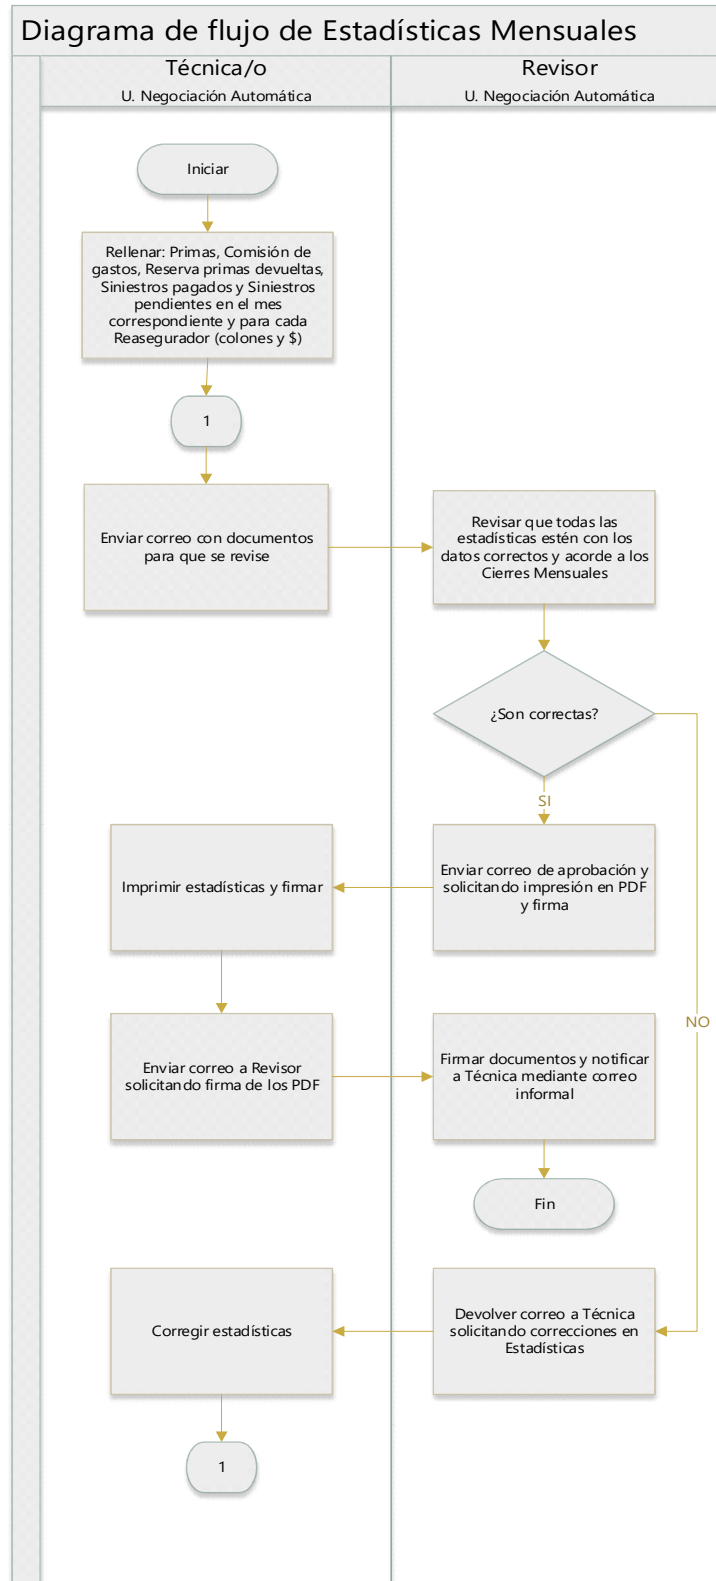 Diagrama de flujo de Estadísticas Mensuales
Técnica/o
U. Negociación Automática
Revisor
U. Negociación Automática
Iniciar
Rellenar: Primas, Comisión de
gastos, Reserva primas devueltas,
Siniestros pagados y Siniestros
pendientes en el mes
correspondiente y para cada
Reasegurador (colones y $)
1
Enviar correo con documentos
para que se revise
Revisar que todas las
estadísticas estén con los
datos correctos y acorde a los
Cierres Mensuales
¿Son correctas?
SI
Enviar correo de aprobación y
solicitando impresión en PDF
y firma
Imprimir estadísticas y firmar
NO
Enviar correo a Revisor
solicitando firma de los PDF
Firmar documentos y notificar
a Técnica mediante correo
informal
Fin
Devolver correo a Técnica
solicitando correcciones en
Estadísticas
Corregir estadísticas
1